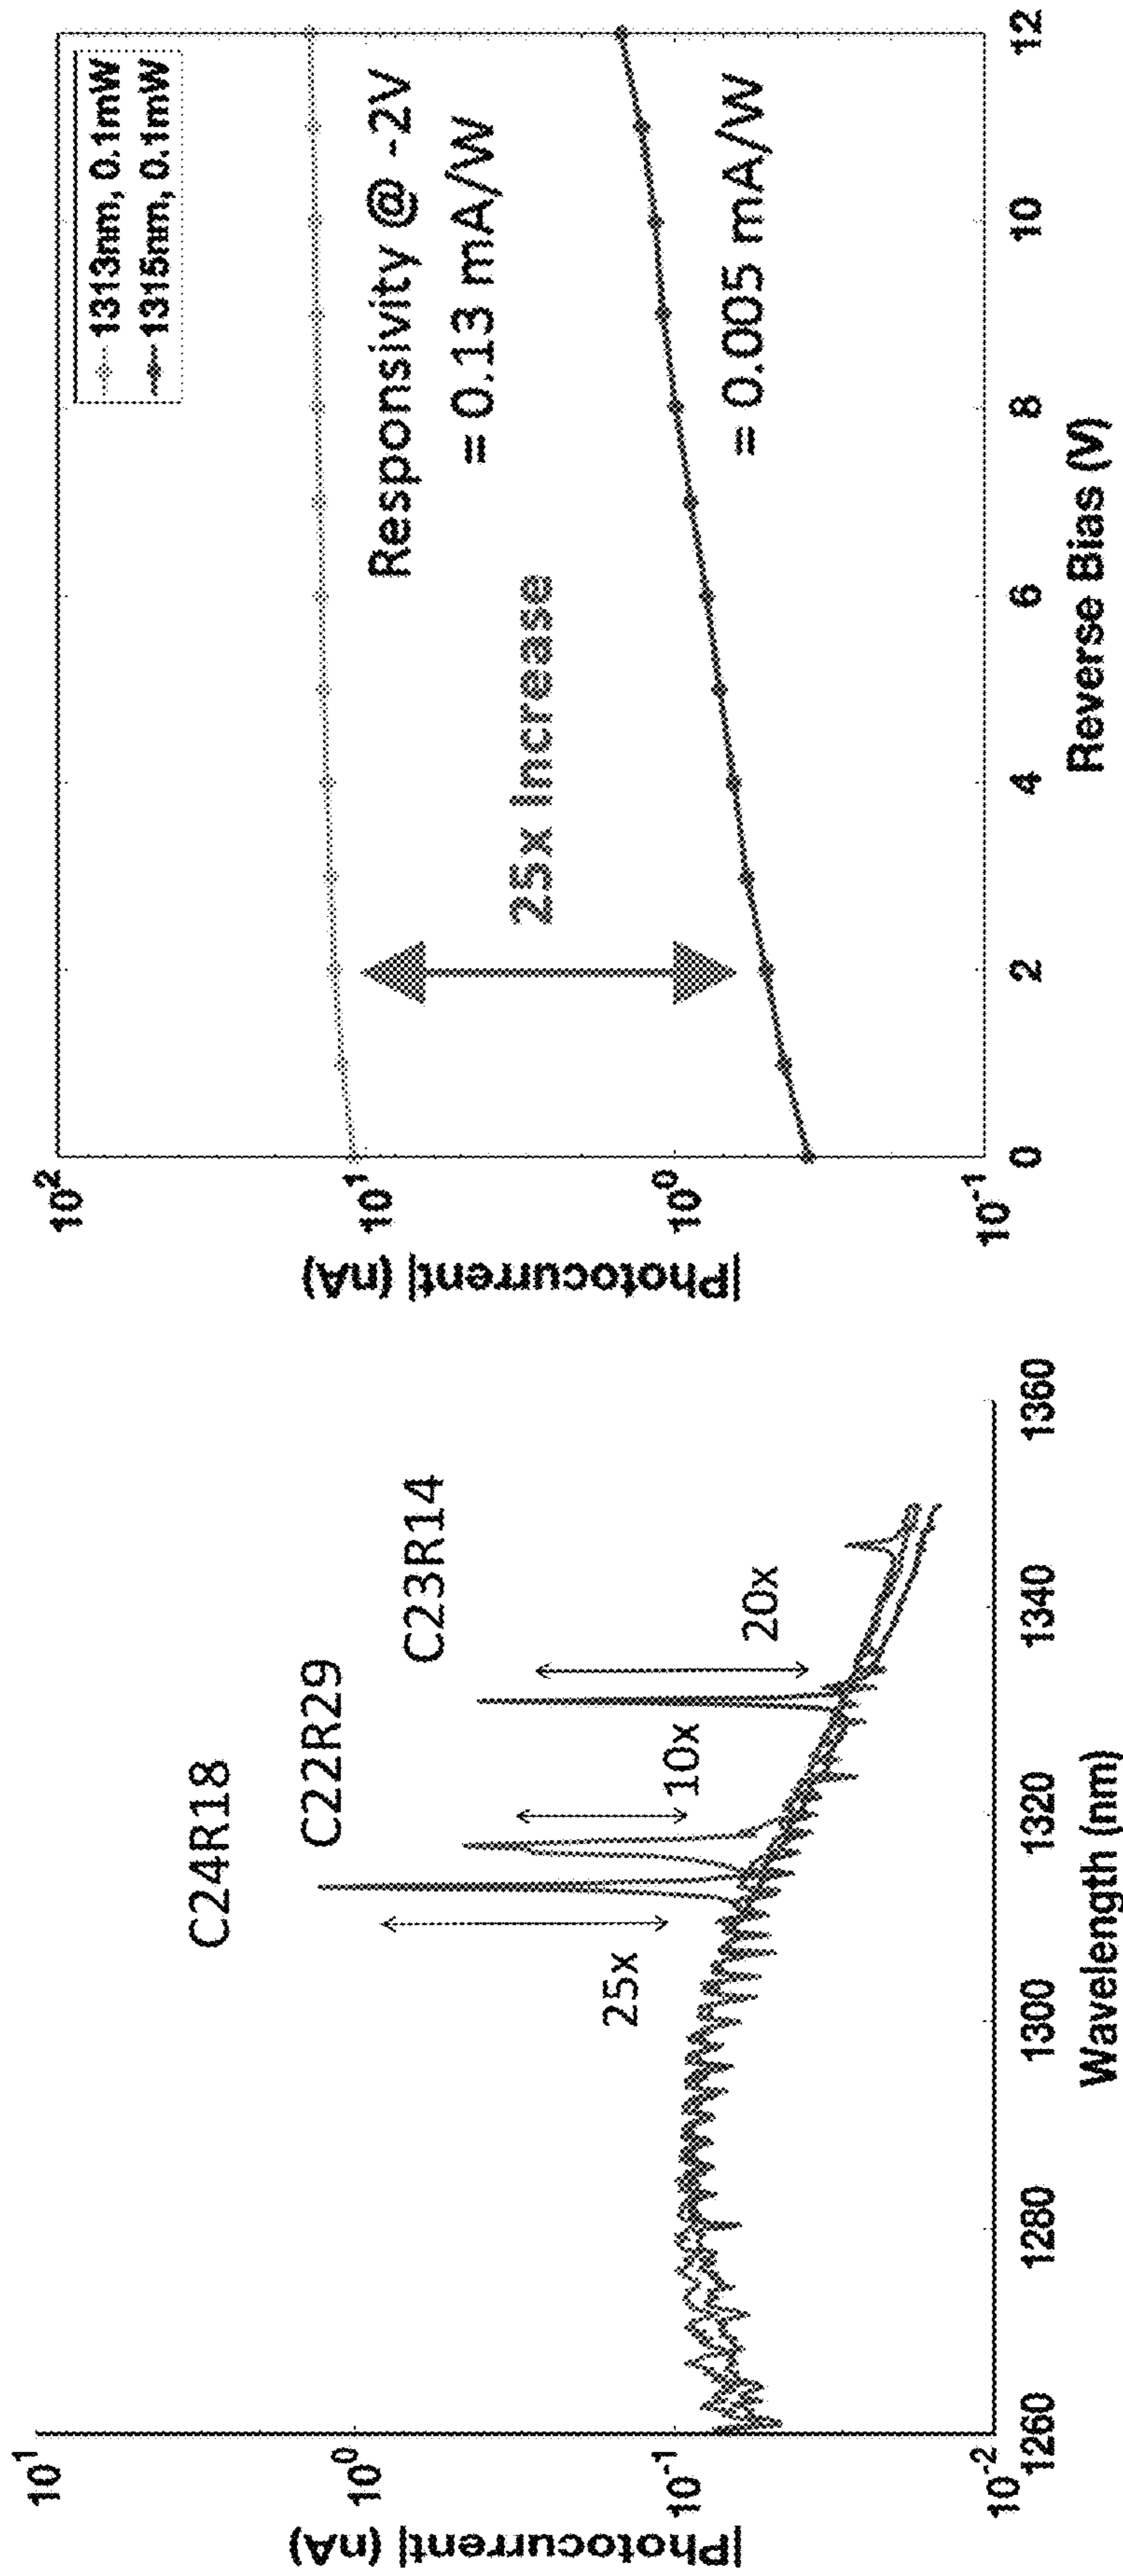 |Photocurrent| (nA)
10^1
10^0
10^-1
10^-2
C24R18
C22R29
C23R14
25x
10x
20x
1260
1280
1300
1320
1340
1360
Wavelength (nm)
|Photocurrent| (nA)
10^2
10^1
10^0
10^-1
1313nm, 0.1mW
1315nm, 0.1mW
Responsivity @ -2V
= 0.13 mA/W
25x Increase
= 0.005 mA/W
0
2
4
6
8
10
12
Reverse Bias (V)